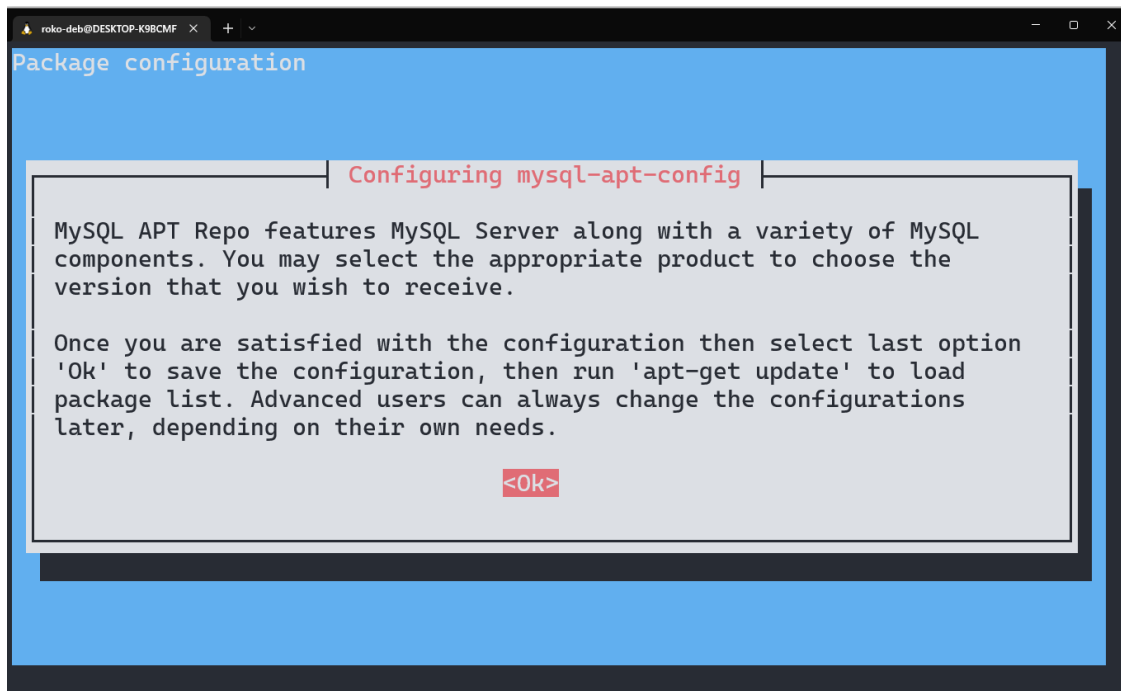 roko-deb@DESKTOP-K9BCMF
Package configuration
Configuring mysql-apt-config
MySQL APT Repo features MySQL Server along with a variety of MySQL
components. You may select the appropriate product to choose the
version that you wish to receive.
Once you are satisfied with the configuration then select last option
'Ok' to save the configuration, then run 'apt-get update' to load
package list. Advanced users can always change the configurations
later, depending on their own needs.
<Ok>